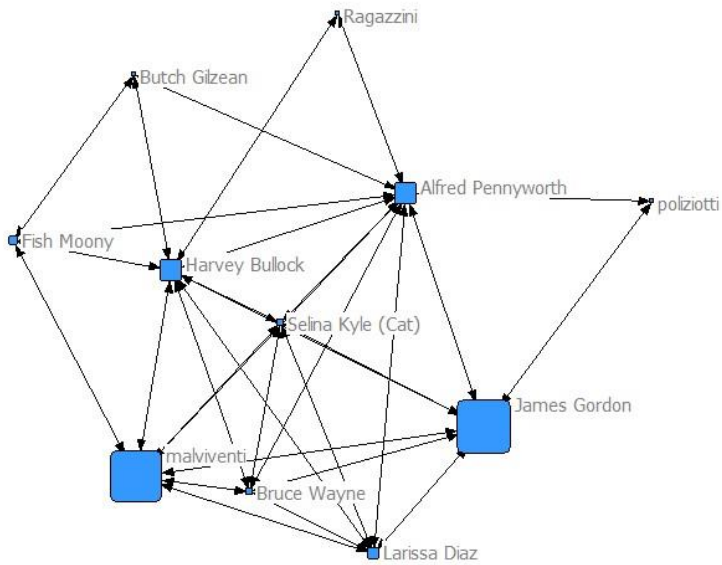 Ragazzini
Butch Gilzean
Alfred Pennyworth
poliziotti
Fish Moony
Harvey Bullock
Selina Kyle (Cat)
James Gordon
malviventi
Bruce Wayne
Larissa Diaz